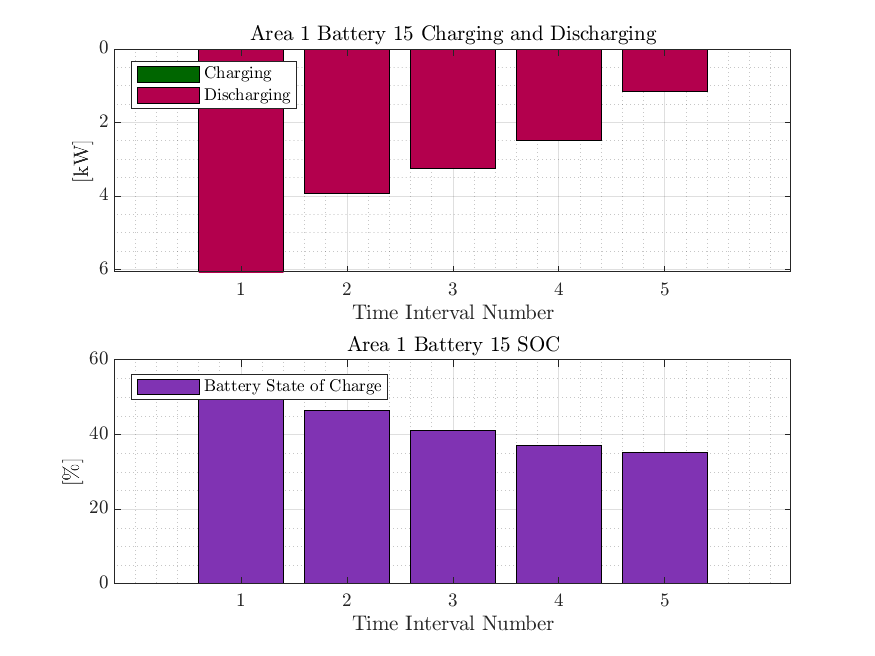 Area 1 Battery 15 Charging and Discharging
0
2
4
6
[kW]
Charging
Discharging
1 2 3 4 5
Time Interval Number
Area 1 Battery 15 SOC
60
40
20
0
[%]
Battery State of Charge
1 2 3 4 5
Time Interval Number